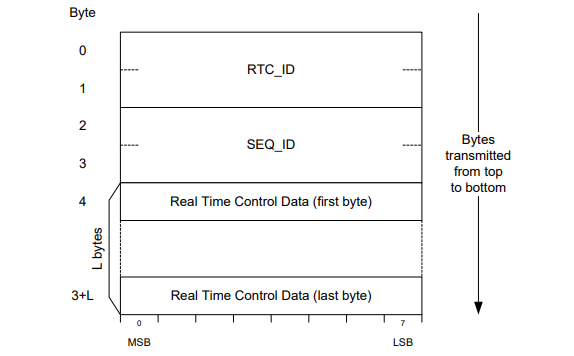 Byte
0
RTC_ID
1
2
SEQ_ID
3
Bytes
transmitted
from top
to bottom
4
Real Time Control Data (first byte)
L bytes
3+L
Real Time Control Data (last byte)
0
7
MSB
LSB